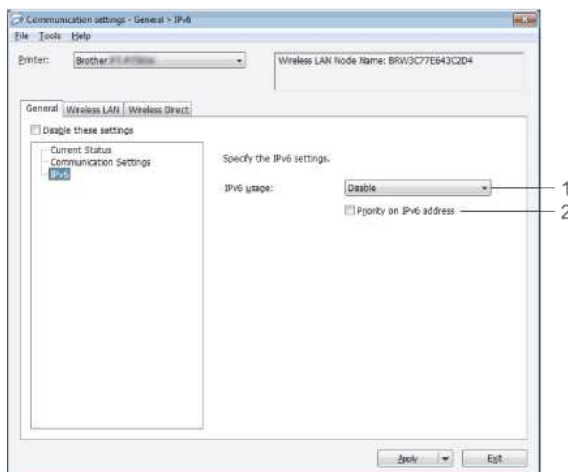 Communication settings - General > IPv6
File Tools Help
Printer: Brother
Wireless LAN Node Name: BRW3C77E643C2D4
General Wireless LAN Wireless Direct
Disable these settings
Current Status
Communication Settings
IPv6
Specify the IPv6 settings.
IPv6 usage: Disable 1
Priority on IPv6 address 2
Apply Exit